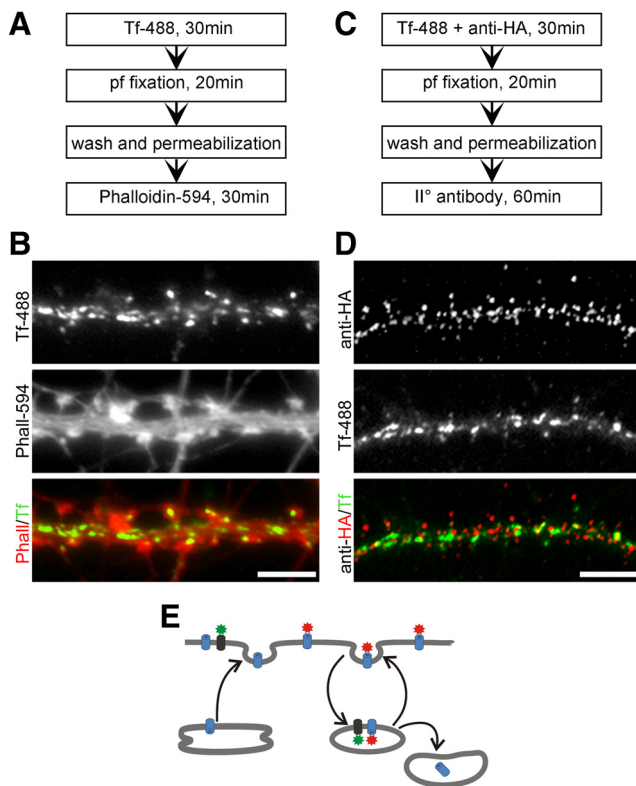 A
Tf-488, 30min
pf fixation, 20min
wash and permeabilization
Phalloidin-594, 30min
C
Tf-488 + anti-HA, 30min
pf fixation, 20min
wash and permeabilization
II° antibody, 60min
B
Tf-488
Phall-594
Phall/Tf
D
anti-HA
Tf-488
anti-HA/Tf
E